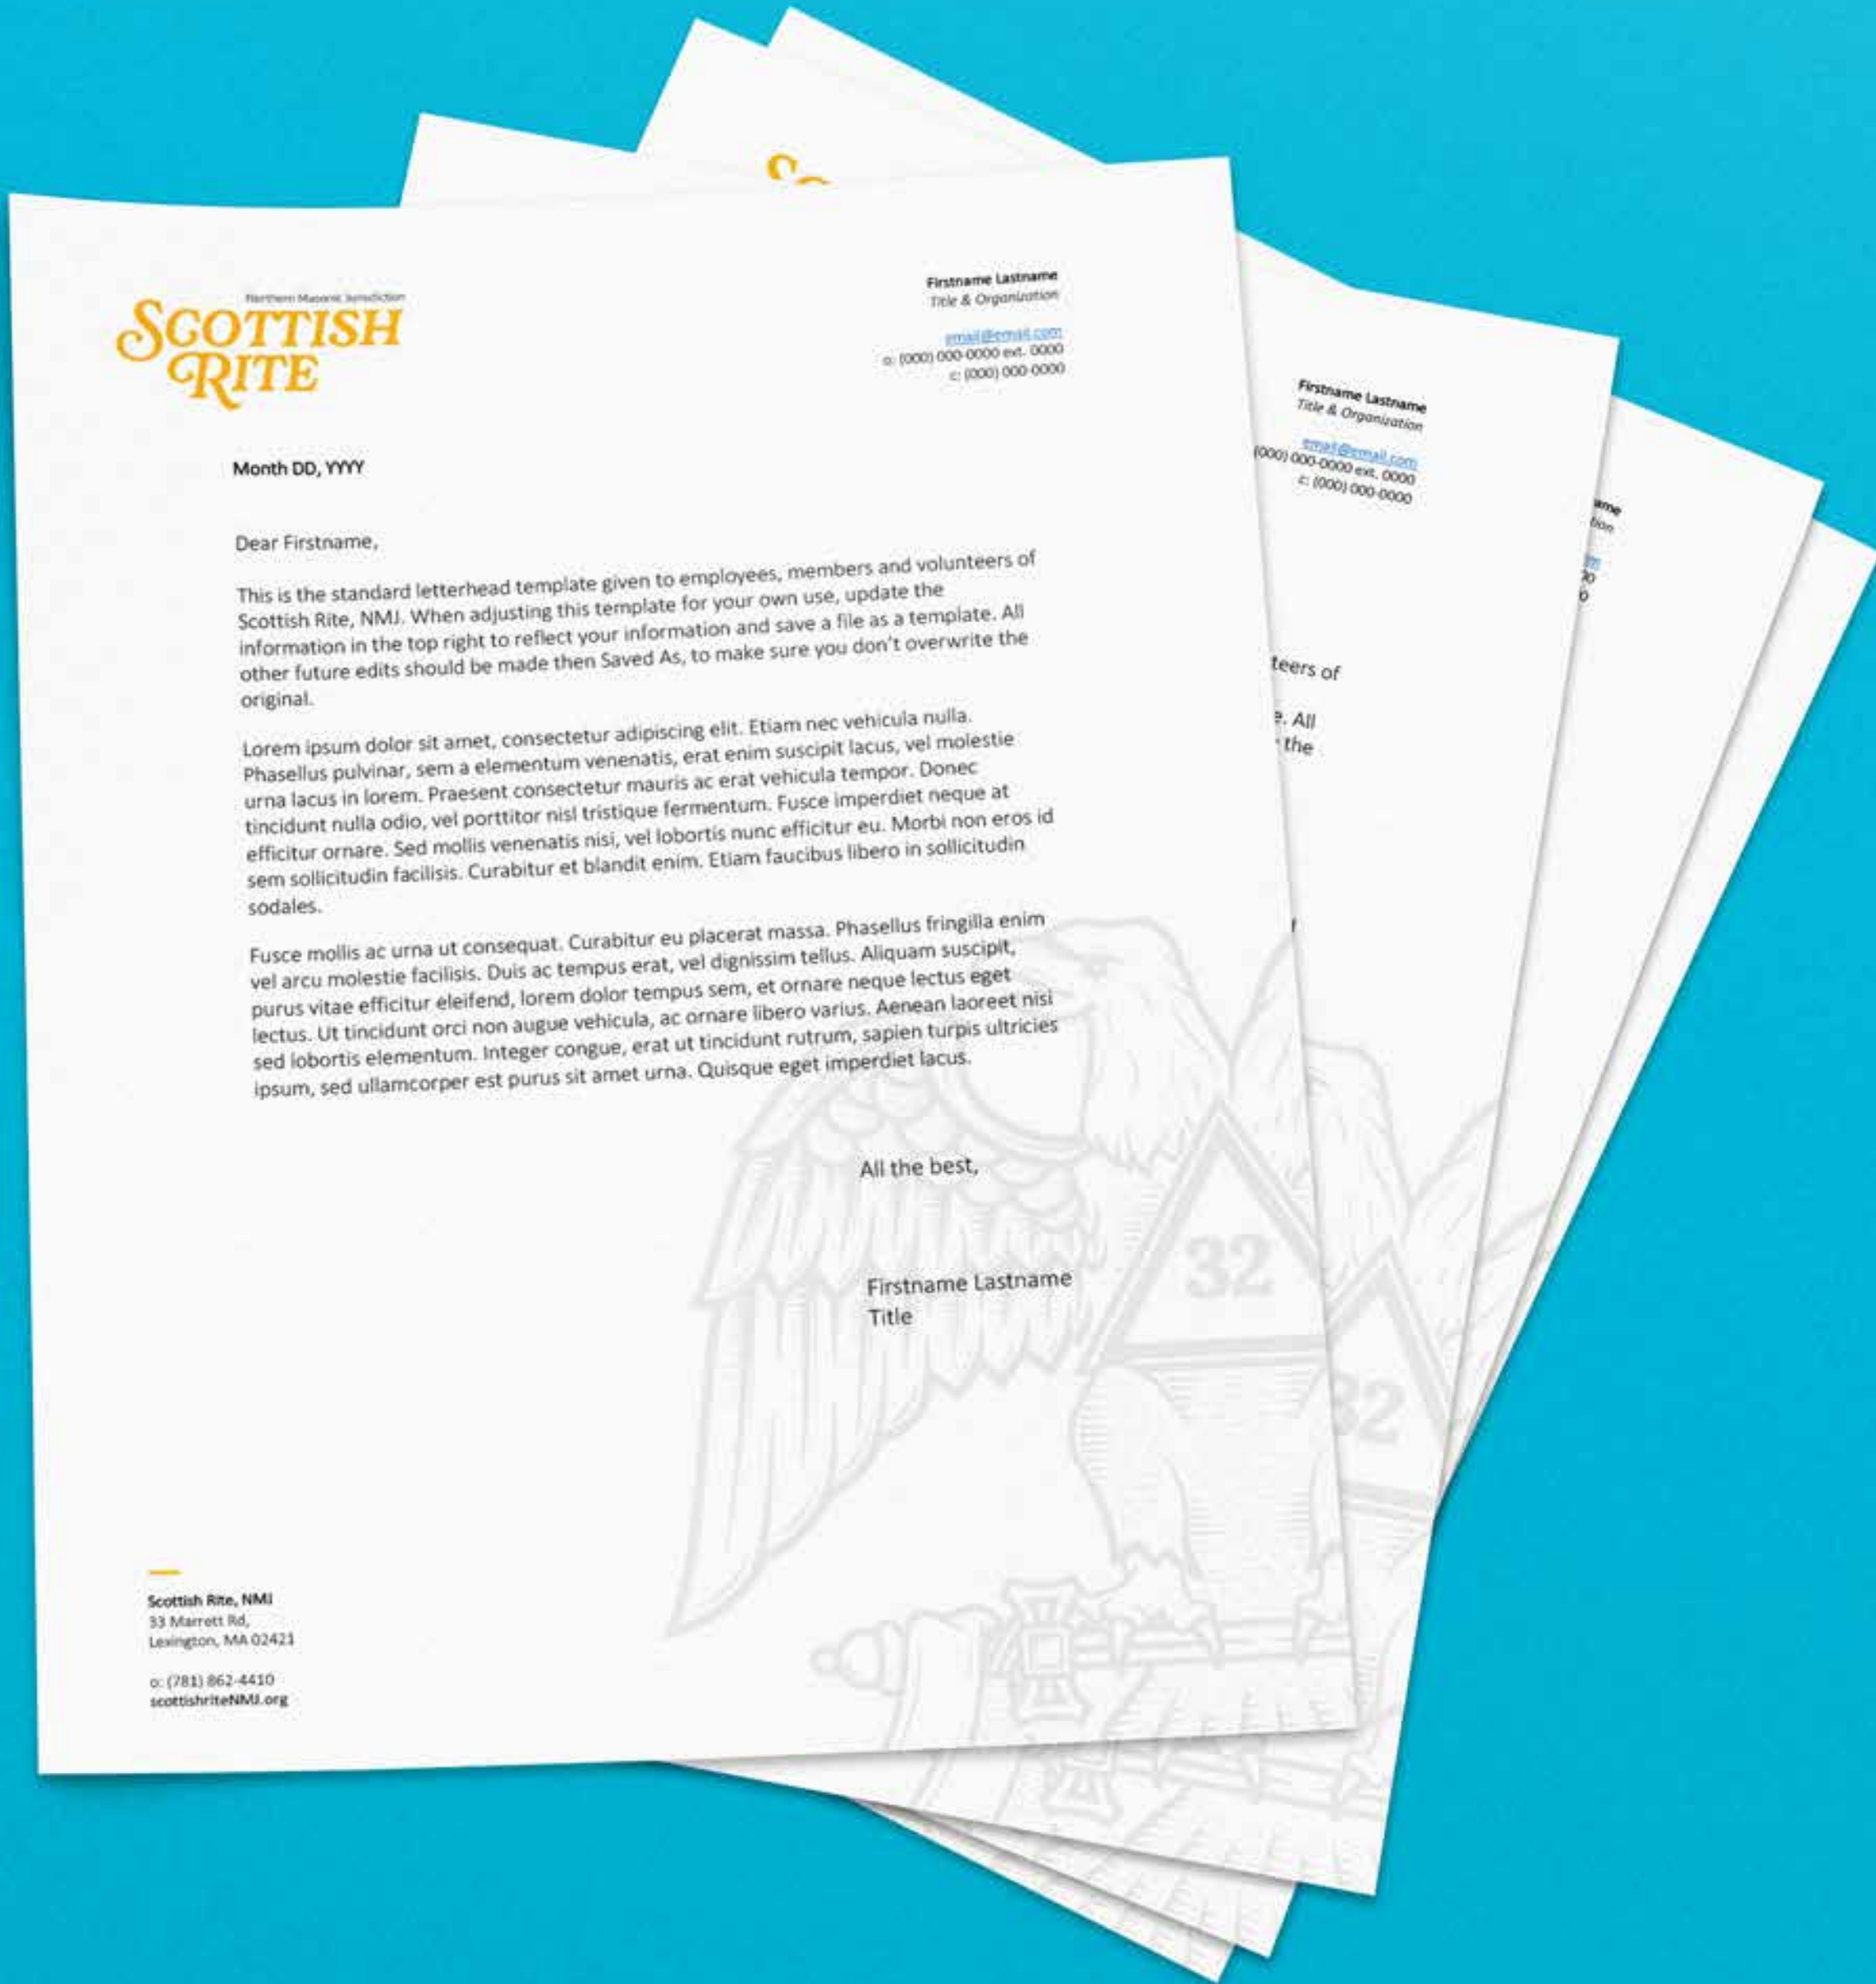 Northern Masonic Jurisdiction
SCOTTISH
RITE
Firstname Lastname
Title & Organization
email@email.com
o: (000) 000-0000 ext. 0000
c: (000) 000-0000
Month DD, YYYY
Dear Firstname,
This is the standard letterhead template given to employees, members and volunteers of
Scottish Rite, NMJ. When adjusting this template for your own use, update the
information in the top right to reflect your information and save a file as a template. All
other future edits should be made then Saved As, to make sure you don't overwrite the
original.
Lorem ipsum dolor sit amet, consectetur adipiscing elit. Etiam nec vehicula nulla.
Phasellus pulvinar, sem a elementum venenatis, erat enim suscipit lacus, vel molestie
urna lacus in lorem. Praesent consectetur mauris ac erat vehicula tempor. Donec
tincidunt nulla odio, vel porttitor nisl tristique fermentum. Fusce imperdiet neque at
efficitur ornare. Sed mollis venenatis nisi, vel lobortis nunc efficitur eu. Morbi non eros id
sem sollicitudin facilisis. Curabitur et blandit enim. Etiam faucibus libero in sollicitudin
sodales.
Fusce mollis ac urna ut consequat. Curabitur eu placerat massa. Phasellus fringilla enim
vel arcu molestie facilisis. Duis ac tempus erat, vel dignissim tellus. Aliquam suscipit,
purus vitae efficitur eleifend, lorem dolor tempus sem, et ornare neque lectus eget
lectus. Ut tincidunt orci non augue vehicula, ac ornare libero varius. Aenean laoreet nisi
sed lobortis elementum. Integer congue, erat ut tincidunt rutrum, sapien turpis ultricies
ipsum, sed ullamcorper est purus sit amet urna. Quisque eget imperdiet lacus.
All the best,
32
Firstname Lastname
Title
Scottish Rite, NMJ
33 Marrett Rd,
Lexington, MA 02421
o: (781) 862-4410
scottishriteNMJ.org
Firstname Lastname
Title & Organization
email@email.com
(000) 000-0000 ext. 0000
c: (000) 000-0000
teers of
e. All
the
32
ame
tion